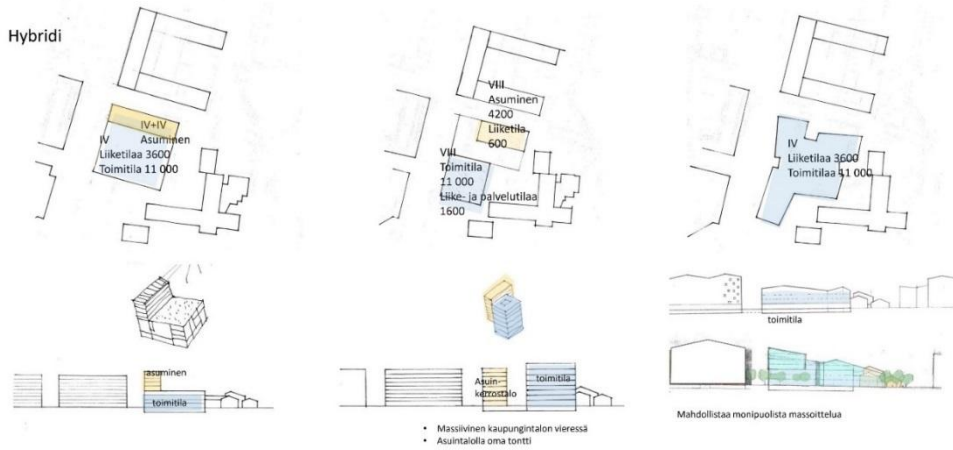 Hybridi
IV+IV
IV Asuminen
Liiketilaa 3600
Toimitila 11 000
VIII
Asuminen
4200
Liiketila
600
VIII
Toimitila
11 000
Liike- ja palvelutilaa
1600
IV
Liiketilaa 3600
Toimitilaa 11 000
asuminen
toimitila
Asuin-
kerrostalo
toimitila
• Massiivinen kaupungintalon vieressä
• Asuintalolla oma tontti
toimitila
Mahdollistaa monipuolista massoittelua